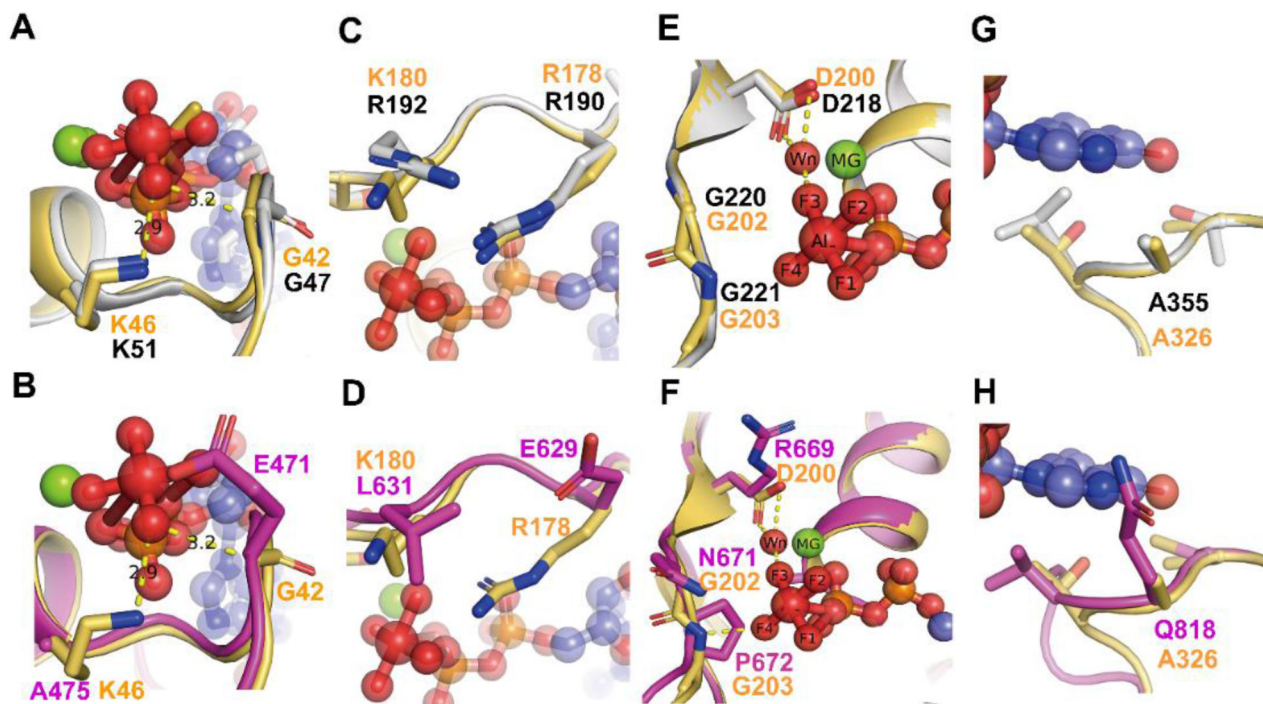 A
3.2
2.9
G42
G47
K46
K51
C
K180
R192
R178
R190
E
D200
D218
Wn
MG
G220
G202
F3
F2
Al
F4
F1
G221
G203
G
A355
A326
B
E471
3.2
2.9
G42
A475 K46
D
E629
K180
L631
R178
F
R669
D200
Wn
MG
N671
G202
F3
F2
F4
F1
P672
G203
H
Q818
A326